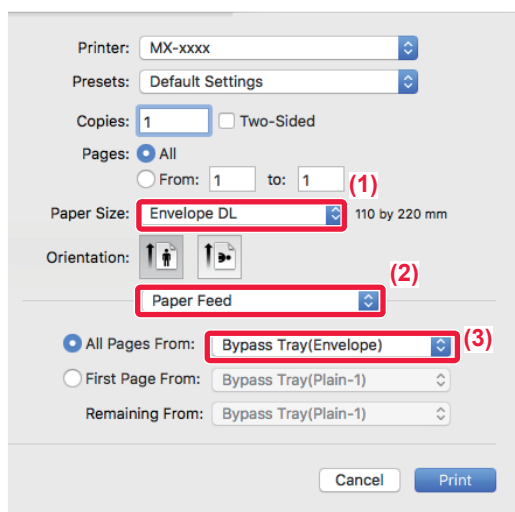 Printer: MX-xxxx
Presets: Default Settings
Copies: 1 Two-Sided
Pages: All
From: 1 to: 1
(1)
Paper Size: Envelope DL 110 by 220 mm
Orientation:
(2)
Paper Feed
All Pages From: Bypass Tray(Envelope) (3)
First Page From: Bypass Tray(Plain-1)
Remaining From: Bypass Tray(Plain-1)
Cancel Print